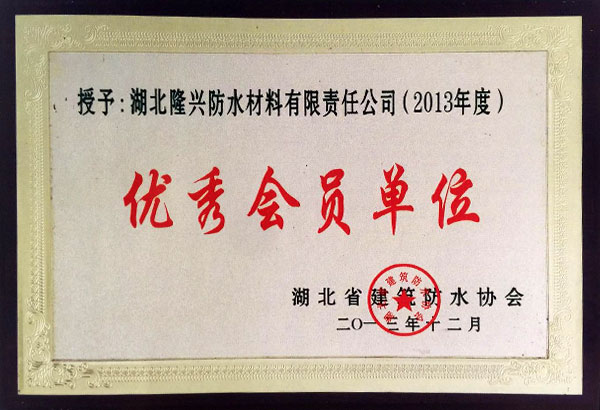 授予:湖北隆兴防水材料有限责任公司(2013年度)
优秀会员单位
湖北省建筑防水协会
二〇一三年十二月